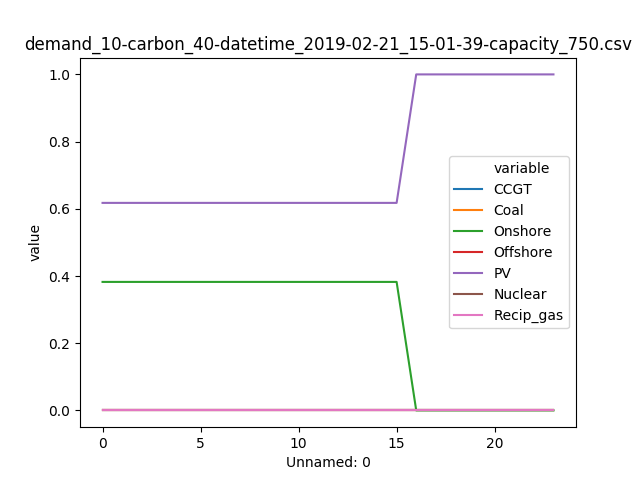 demand_10-carbon_40-datetime_2019-02-21_15-01-39-capacity_750.csv
1.0
0.8
0.6
0.4
0.2
0.0
value
variable
CCGT
Coal
Onshore
Offshore
PV
Nuclear
Recip_gas
0 5 10 15 20
Unnamed: 0